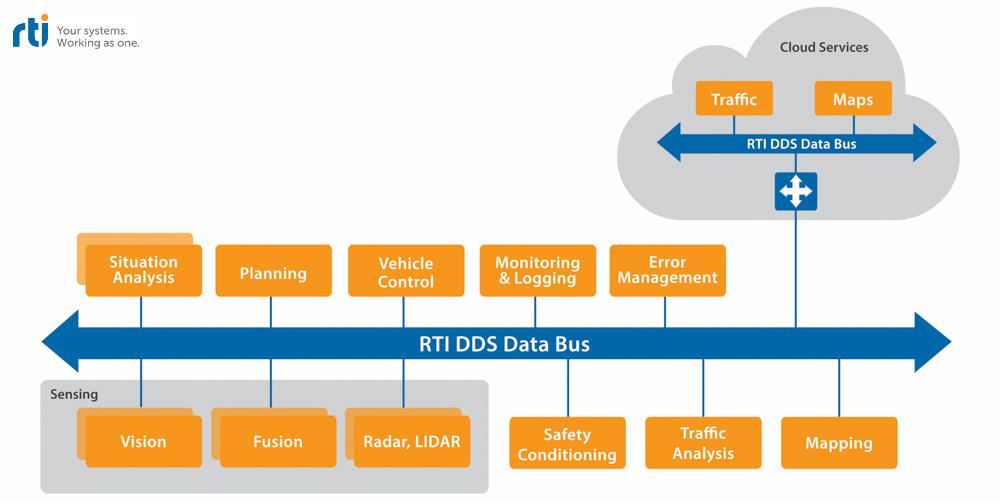 rti
Your systems.
Working as one.
Cloud Services
Traffic
Maps
RTI DDS Data Bus
Situation
Analysis
Planning
Vehicle
Control
Monitoring
& Logging
Error
Management
RTI DDS Data Bus
Sensing
Vision
Fusion
Radar, LIDAR
Safety
Conditioning
Traffic
Analysis
Mapping